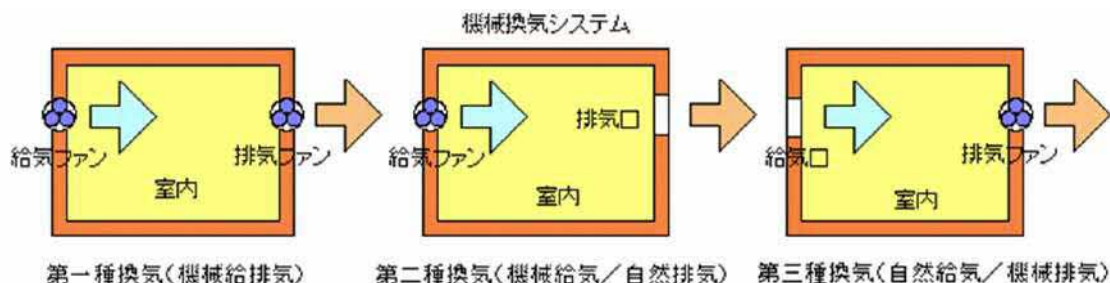 機械換気システム
給気ファン
排気ファン
室内
第一種換気(機械給排気)
給気ファン
排気口
室内
第二種換気(機械給気/自然排気)
給気口
排気ファン
室内
第三種換気(自然給気/機械排気)